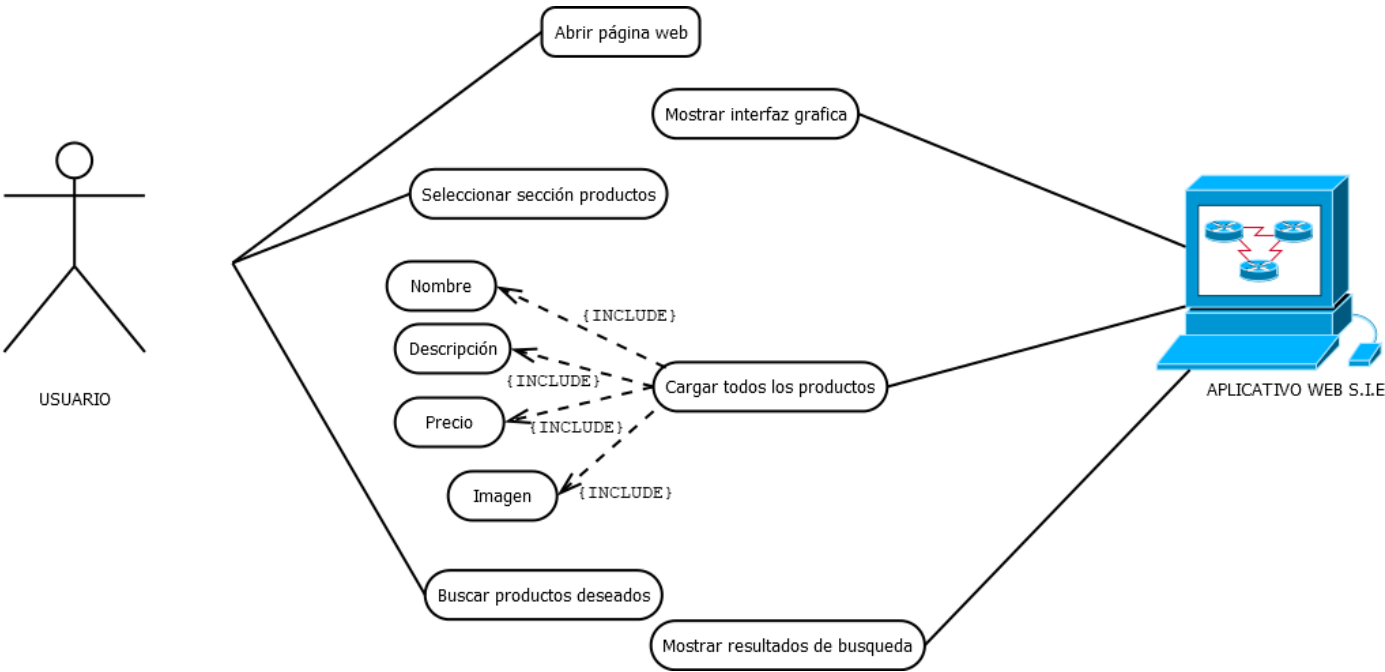 Abrir página web
Mostrar interfaz grafica
Seleccionar sección productos
Nombre
{INCLUDE}
Descripción
{INCLUDE}
Cargar todos los productos
APLICATIVO WEB S.I.E
USUARIO
Precio
{INCLUDE}
Imagen
{INCLUDE}
Buscar productos deseados
Mostrar resultados de busqueda